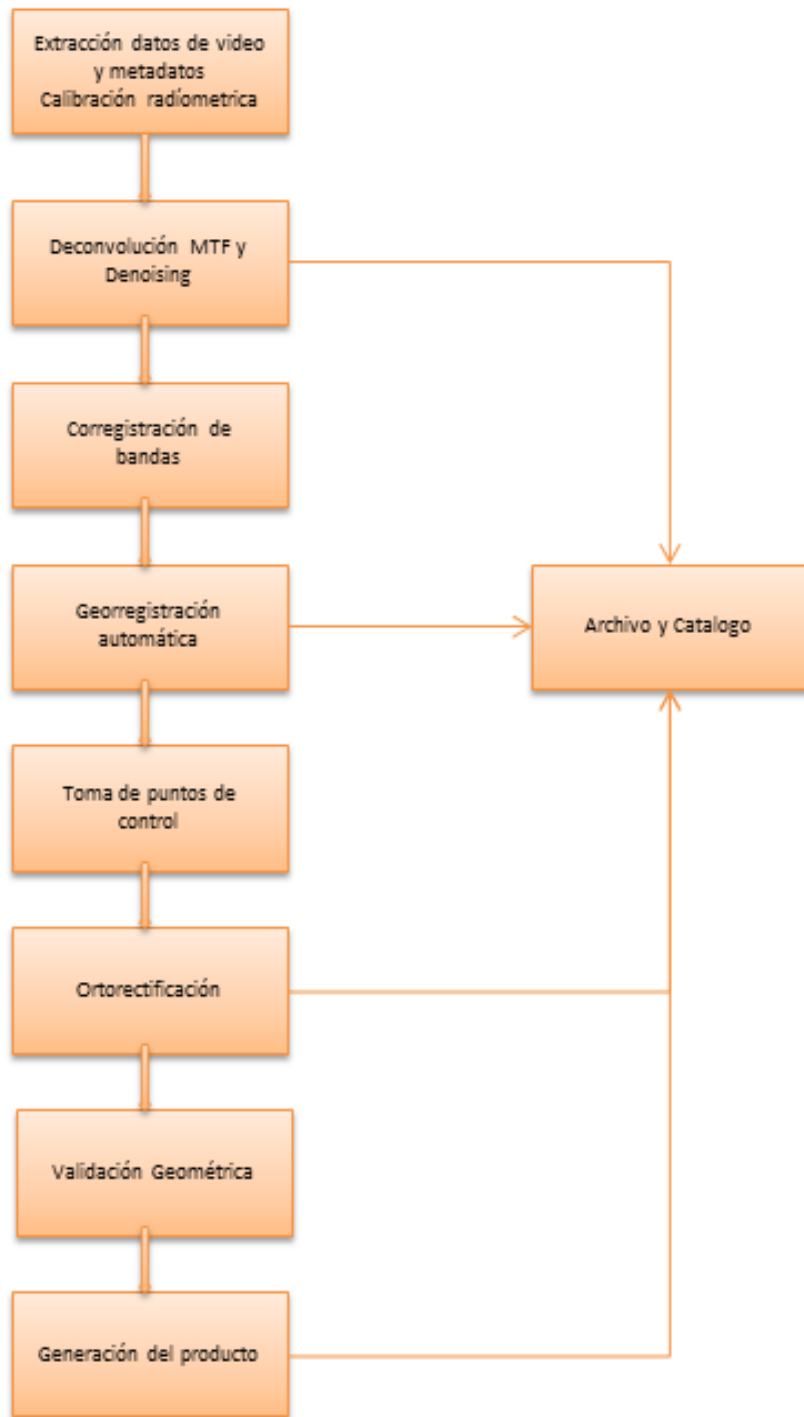 Extracción datos de video
y metadatos
Calibración radíometrica
Deconvolución MTF y
Denoising
Corregistración de
bandas
Georregistración
automática
Archivo y Catalogo
Toma de puntos de
control
Ortorectificación
Validación Geométrica
Generación del producto